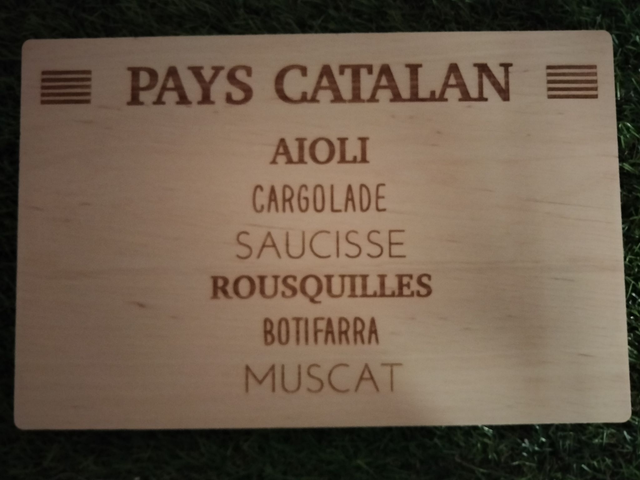 PAYS CATALAN
AIOLI
CARGOLADE
SAUCISSE
ROUSQUILLES
BOTIFARRA
MUSCAT